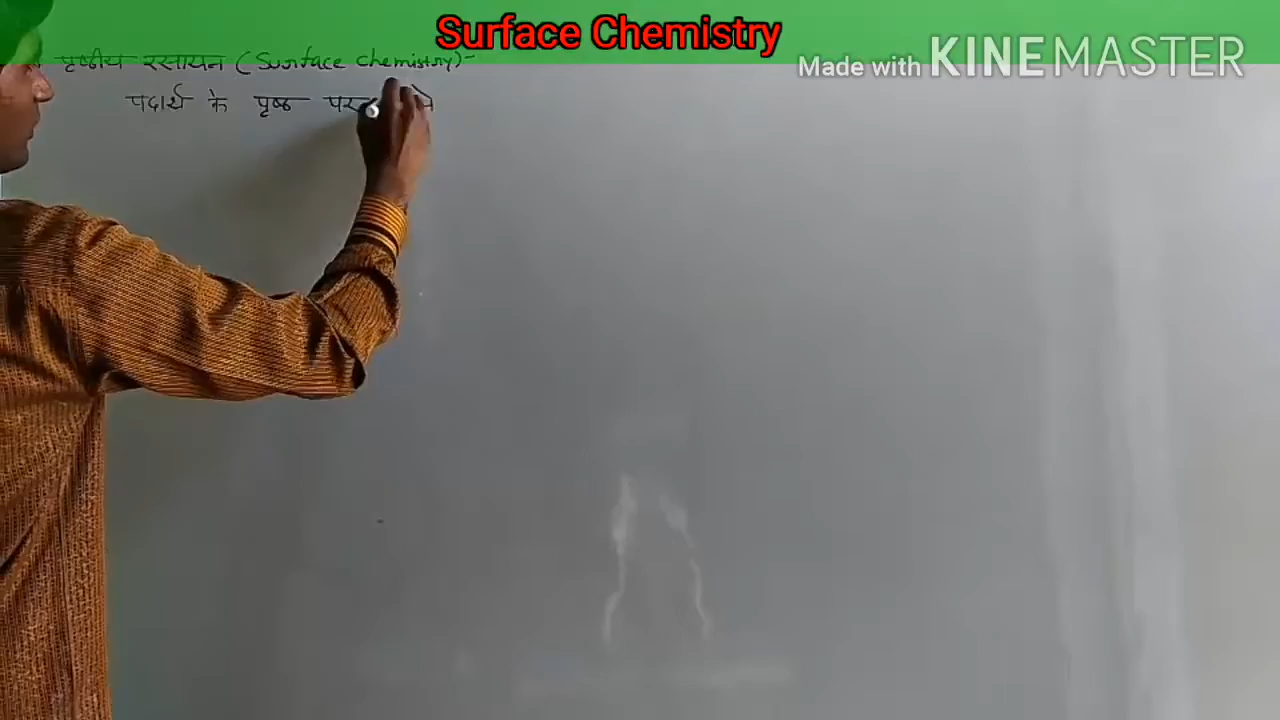 Surface Chemistry
Made with KINEMASTER
पृष्ठीय रसायन (Surface chemistry)-
पदार्थ के पृष्ठ पर